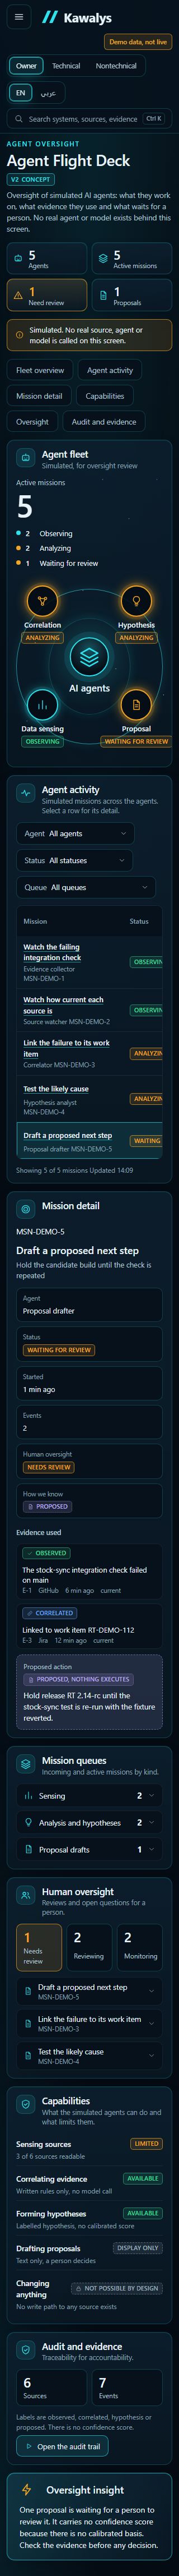 Kawalys
Demo data, not live
Owner Technical Nontechnical
EN عربي
Search systems, sources, evidence Ctrl K
AGENT OVERSIGHT
Agent Flight Deck
V2 CONCEPT
Oversight of simulated AI agents: what they work
on, what evidence they use and what waits for a
person. No real agent or model exists behind this
screen.
5
Agents
5
Active missions
1
Need review
1
Proposals
Simulated. No real source, agent or
model is called on this screen.
Fleet overview
Agent activity
Mission detail
Capabilities
Oversight
Audit and evidence
Agent fleet
Simulated, for oversight review
Active missions
5
2 Observing
2 Analyzing
1 Waiting for review
Correlation
ANALYZING
Hypothesis
ANALYZING
AI agents
Data sensing
OBSERVING
Proposal
WAITING FOR REVIEW
Agent activity
Simulated missions across the agents.
Select a row for its detail.
Agent All agents
Status All statuses
Queue All queues
Mission Status
Watch the failing
integration check
Evidence collector
MSN-DEMO-1
OBSERVIN
Watch how current each
source is
Source watcher MSN-DEMO-2
OBSERVIN
Link the failure to its work
item
Correlator MSN-DEMO-3
ANALYZIN
Test the likely cause
Hypothesis analyst
MSN-DEMO-4
ANALYZIN
Draft a proposed next step
Proposal drafter MSN-DEMO-5
WAITING
Showing 5 of 5 missions Updated 14:09
Mission detail
MSN-DEMO-5
Draft a proposed next step
Hold the candidate build until the check is
repeated
Agent
Proposal drafter
Status
WAITING FOR REVIEW
Started
1 min ago
Events
2
Human oversight
NEEDS REVIEW
How we know
PROPOSED
Evidence used
OBSERVED
The stock-sync integration check failed
on main
E-1 GitHub 6 min ago current
CORRELATED
Linked to work item RT-DEMO-112
E-3 Jira 12 min ago current
Proposed action
PROPOSED, NOTHING EXECUTES
Hold release RT 2.14-rc until the
stock-sync test is re-run with the fixture
reverted.
Mission queues
Incoming and active missions by kind.
Sensing 2
Analysis and hypotheses 2
Proposal drafts 1
Human oversight
Reviews and open questions for a
person.
1
Needs
review
2
Reviewing
2
Monitoring
Draft a proposed next step
MSN-DEMO-5
Link the failure to its work item
MSN-DEMO-3
Test the likely cause
MSN-DEMO-4
Capabilities
What the simulated agents can do and
what limits them.
Sensing sources LIMITED
3 of 6 sources readable
Correlating evidence AVAILABLE
Written rules only, no model call
Forming hypotheses AVAILABLE
Labelled hypothesis, no calibrated score
Drafting proposals DISPLAY ONLY
Text only, a person decides
Changing
anything
NOT POSSIBLE BY DESIGN
No write path to any source exists
Audit and evidence
Traceability for accountability.
6
Sources
7
Events
Labels are observed, correlated, hypothesis or
proposed. There is no confidence score.
Open the audit trail
Oversight insight
One proposal is waiting for a person to
review it. It carries no confidence score
because there is no calibrated basis.
Check the evidence before any decision.